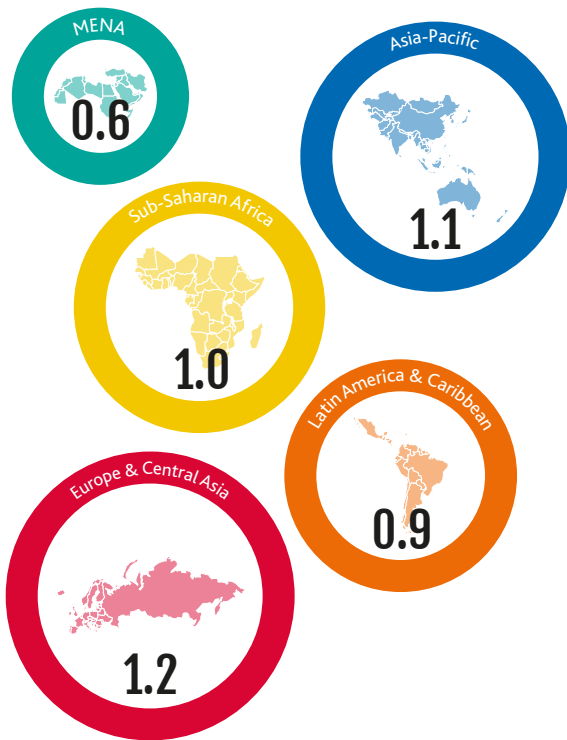 MENA
0.6
Asia-Pacific
1.1
Sub-Saharan Africa
1.0
Latin America & Caribbean
0.9
Europe & Central Asia
1.2